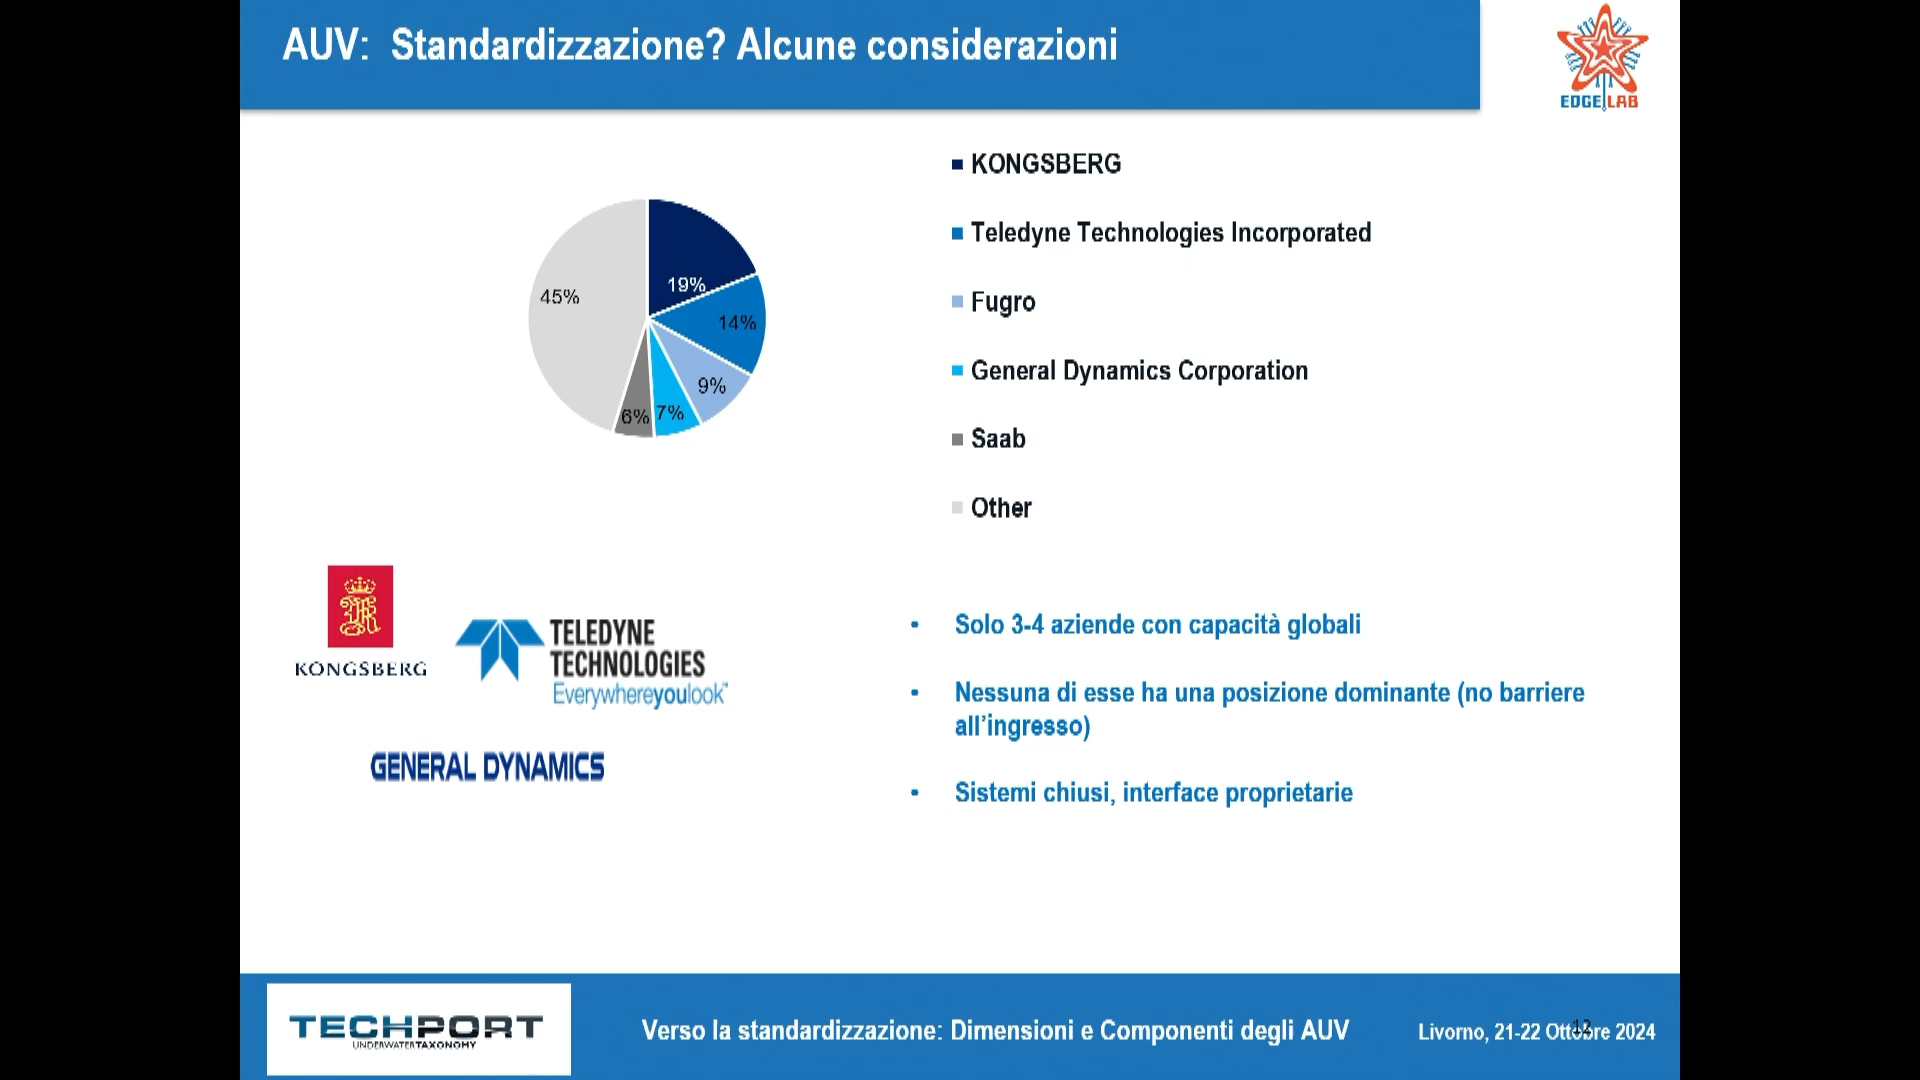 AUV: Standardizzazione? Alcune considerazioni
EDGE LAB
19%
14%
9%
7%
6%
45%
KONGSBERG
Teledyne Technologies Incorporated
Fugro
General Dynamics Corporation
Saab
Other
KONGSBERG
TELEDYNE
TECHNOLOGIES
Everywhereyoulook™
GENERAL DYNAMICS
• Solo 3-4 aziende con capacità globali
• Nessuna di esse ha una posizione dominante (no barriere
all’ingresso)
• Sistemi chiusi, interface proprietarie
TECHPORT
UNDERWATERTAXONOMY
Verso la standardizzazione: Dimensioni e Componenti degli AUV
Livorno, 21-22 Ottobre 2024
12